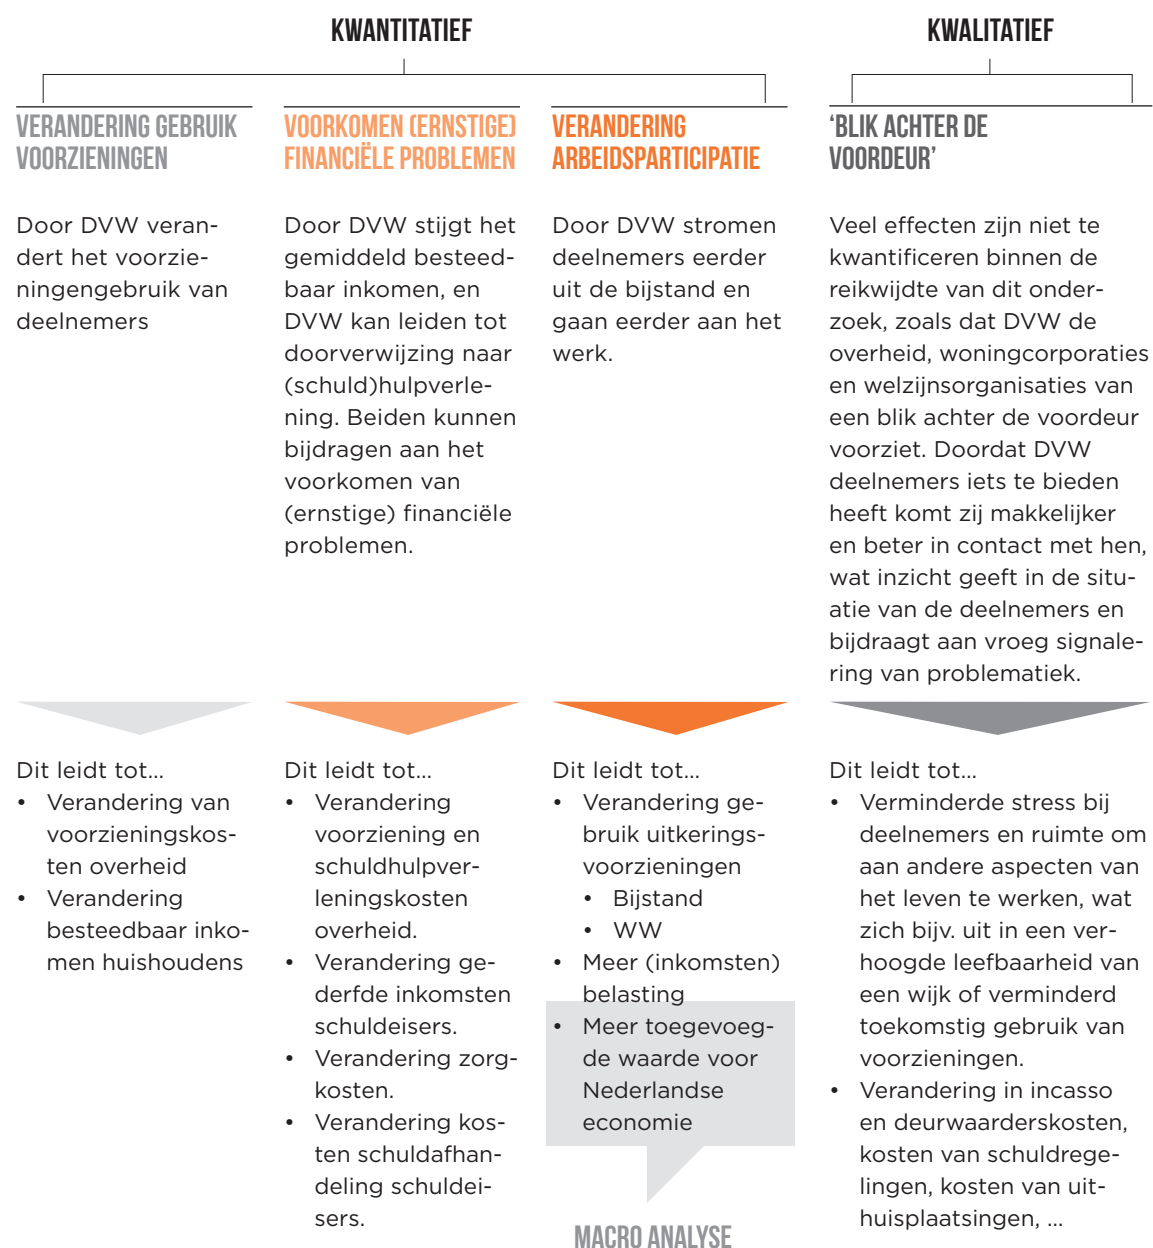 KWANTITATIEF
VERANDERING GEBRUIK
VOORZIENINGEN
Door DVW veran-
dert het voorzie-
ningengebruik van
deelnemers
Dit leidt tot...
• Verandering van
voorzieningskos-
ten overheid
• Verandering
besteedbaar inko-
men huishoudens
VOORKOMEN (ERNSTIGE)
FINANCIËLE PROBLEMEN
Door DVW stijgt het
gemiddeld besteed-
baar inkomen, en
DVW kan leiden tot
doorverwijzing naar
(schuld)hulpverle-
ning. Beiden kunnen
bijdragen aan het
voorkomen van
(ernstige) financiële
problemen.
Dit leidt tot...
• Verandering
voorziening en
schuldhulpver-
leningskosten
overheid.
• Verandering ge-
derfde inkomsten
schuldeisers.
• Verandering zorg-
kosten.
• Verandering kos-
ten schuldafhan-
deling schuldei-
sers.
VERANDERING
ARBEIDSPARTICIPATIE
Door DVW stromen
deelnemers eerder
uit de bijstand en
gaan eerder aan het
werk.
Dit leidt tot...
• Verandering ge-
bruik uitkerings-
voorzieningen
• Bijstand
• WW
• Meer (inkomsten)
belasting
• Meer toegevoeg-
de waarde voor
Nederlandse
economie
MACRO ANALYSE
KWALITATIEF
'BLIK ACHTER DE
VOORDEUR'
Veel effecten zijn niet te
kwantificeren binnen de
reikwijdte van dit onder-
zoek, zoals dat DVW de
overheid, woningcorporaties
en welzijnsorganisaties van
een blik achter de voordeur
voorziet. Doordat DVW
deelnemers iets te bieden
heeft komt zij makkelijker
en beter in contact met hen,
wat inzicht geeft in de situ-
atie van de deelnemers en
bijdraagt aan vroeg signale-
ring van problematiek.
Dit leidt tot...
• Verminderde stress bij
deelnemers en ruimte om
aan andere aspecten van
het leven te werken, wat
zich bijv. uit in een ver-
hoogde leefbaarheid van
een wijk of verminderd
toekomstig gebruik van
voorzieningen.
• Verandering in incasso
en deurwaarderskosten,
kosten van schuldrege-
lingen, kosten van uit-
huisplaatsingen, ...